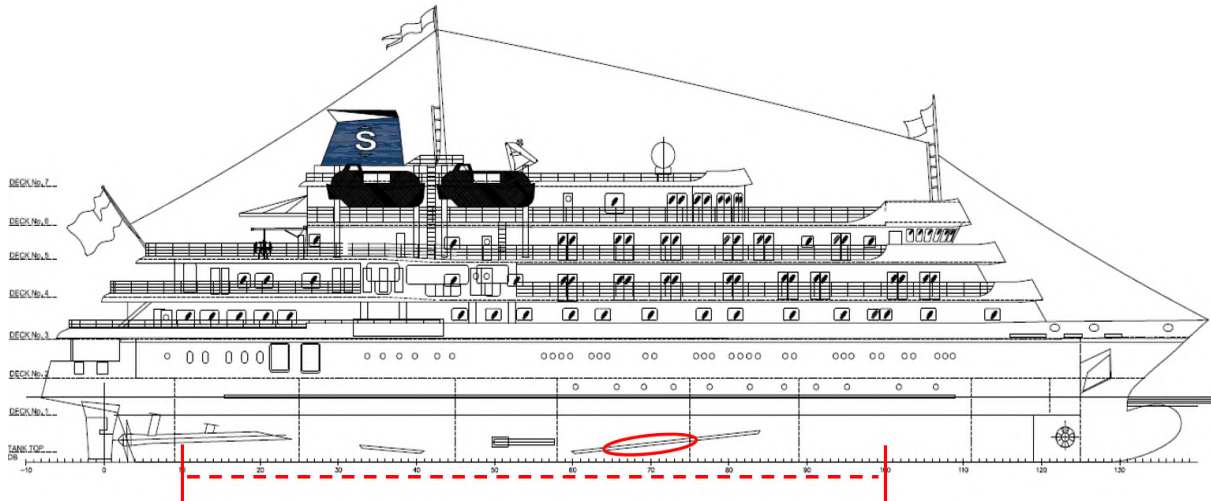 S
DECK No. 7
DECK No. 6
DECK No. 5
DECK No. 4
DECK No. 3
DECK No. 2
DECK No. 1
TANK TOP
DB
-10 0 10 20 30 40 50 60 70 80 90 100 110 120 130